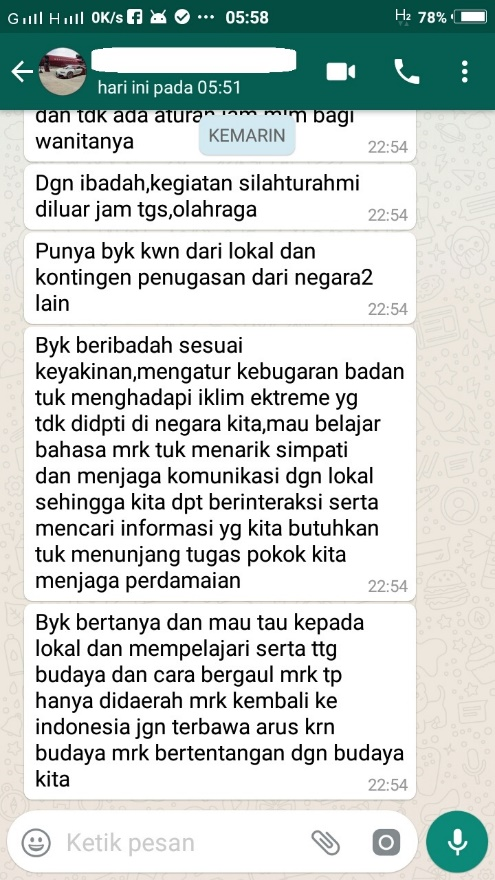 G H 0K/s 05:58 H2 78%
hari ini pada 05:51
dan tdk ada aturan jam mlm bagi
KEMARIN
wanitanya
22:54
Dgn ibadah,kegiatan silahturahmi
diluar jam tgs,olahraga
22:54
Punya byk kwn dari lokal dan
kontingen penugasan dari negara2
lain
22:54
Byk beribadah sesuai
keyakinan,mengatur kebugaran badan
tuk menghadapi iklim ektreme yg
tdk didpti di negara kita,mau belajar
bahasa mrk tuk menarik simpati
dan menjaga komunikasi dgn lokal
sehingga kita dpt berinteraksi serta
mencari informasi yg kita butuhkan
tuk menunjang tugas pokok kita
menjaga perdamaian
22:54
Byk bertanya dan mau tau kepada
lokal dan mempelajari serta ttg
budaya dan cara bergaul mrk tp
hanya didaerah mrk kembali ke
indonesia jgn terbawa arus krn
budaya mrk bertentangan dgn budaya
kita
22:54
Ketik pesan